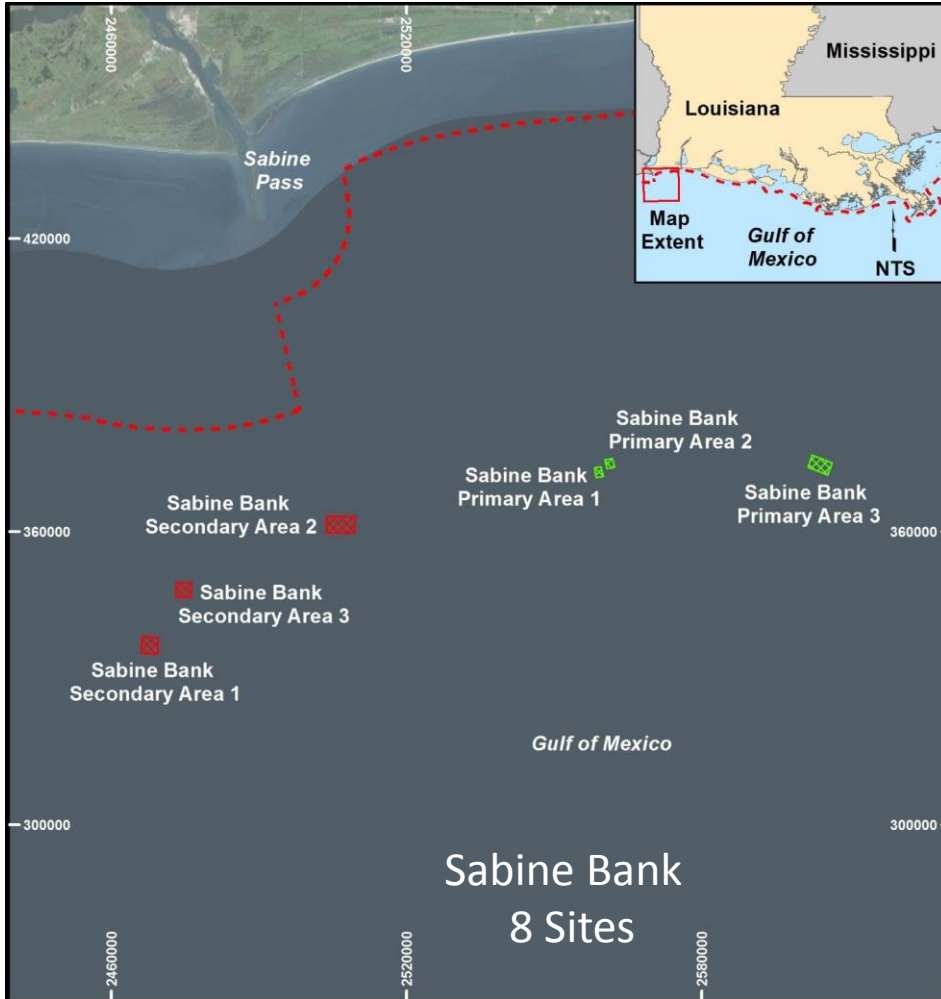 2460000
2520000
Mississippi
Louisiana
Map
Extent
Gulf of
Mexico
NTS
Sabine
Pass
420000
Sabine Bank
Primary Area 2
Sabine Bank
Primary Area 1
Sabine Bank
Primary Area 3
Sabine Bank
Secondary Area 2
360000
360000
Sabine Bank
Secondary Area 3
Sabine Bank
Secondary Area 1
Gulf of Mexico
300000
300000
Sabine Bank
8 Sites
2460000
2520000
2580000